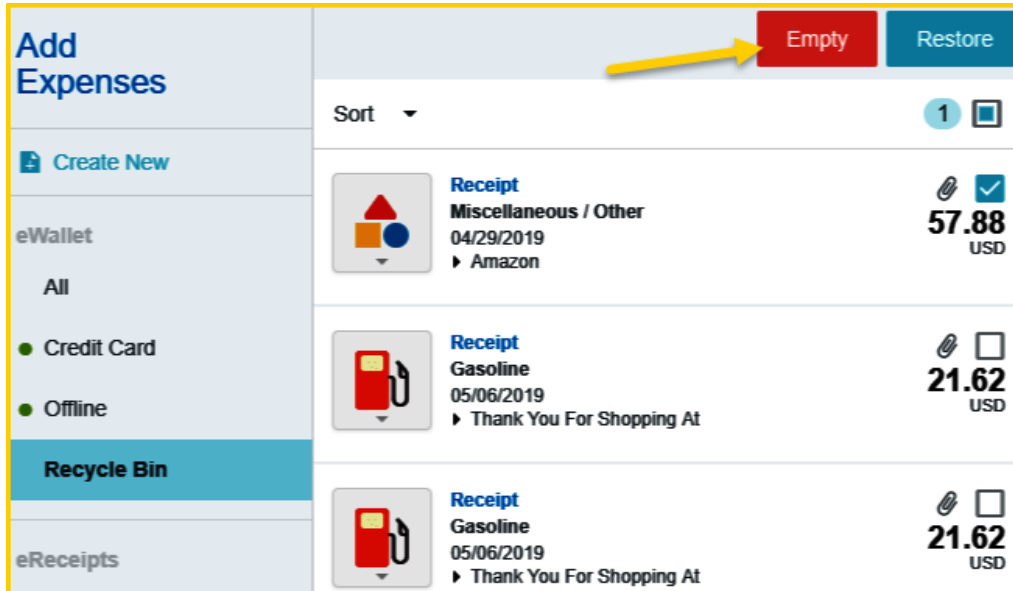 Add
Expenses
Create New
eWallet
All
Credit Card
Offline
Recycle Bin
eReceipts
Empty
Restore
Sort
1
Receipt
Miscellaneous / Other
04/29/2019
Amazon
57.88
USD
Receipt
Gasoline
05/06/2019
Thank You For Shopping At
21.62
USD
Receipt
Gasoline
05/06/2019
Thank You For Shopping At
21.62
USD